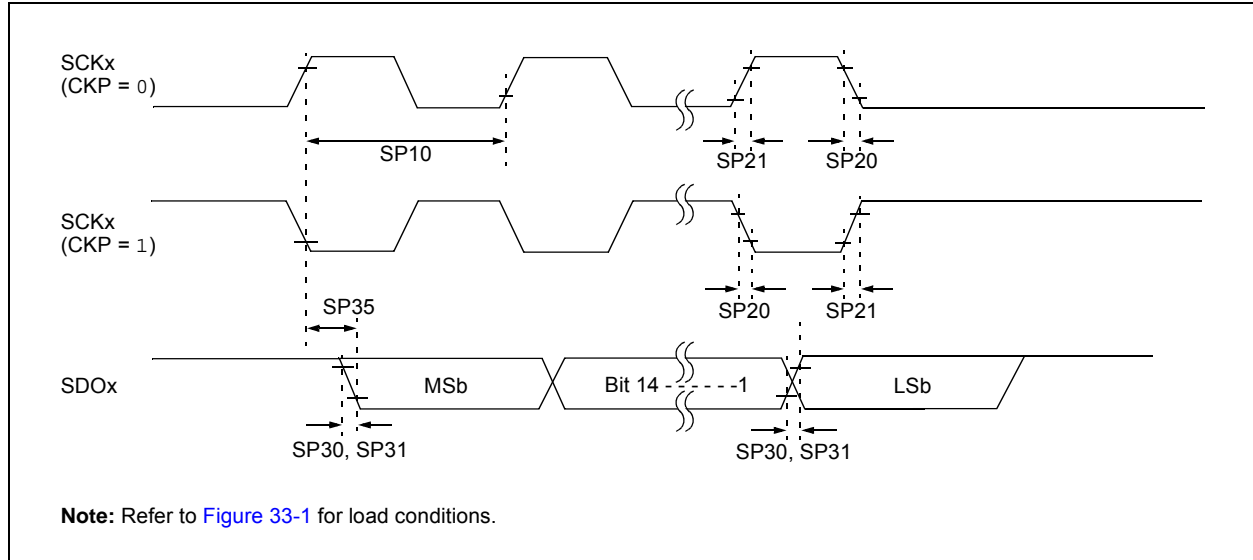 SCKx
(CKP = 0)
SP10
SP21
SP20
SCKx
(CKP = 1)
SP35
SP20
SP21
SDOx
MSb
Bit 14 - - - - - -1
LSb
SP30, SP31
SP30, SP31
Note: Refer to Figure 33-1 for load conditions.